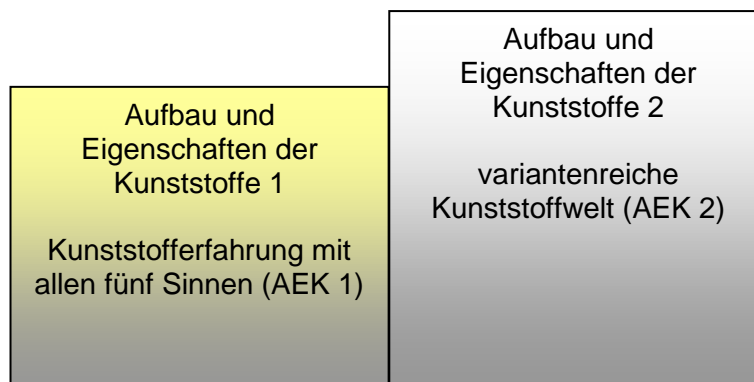 Aufbau und
Eigenschaften der
Kunststoffe 1
Kunststofferfahrung mit
allen fünf Sinnen (AEK 1)
Aufbau und
Eigenschaften der
Kunststoffe 2
variantenreiche
Kunststoffwelt (AEK 2)